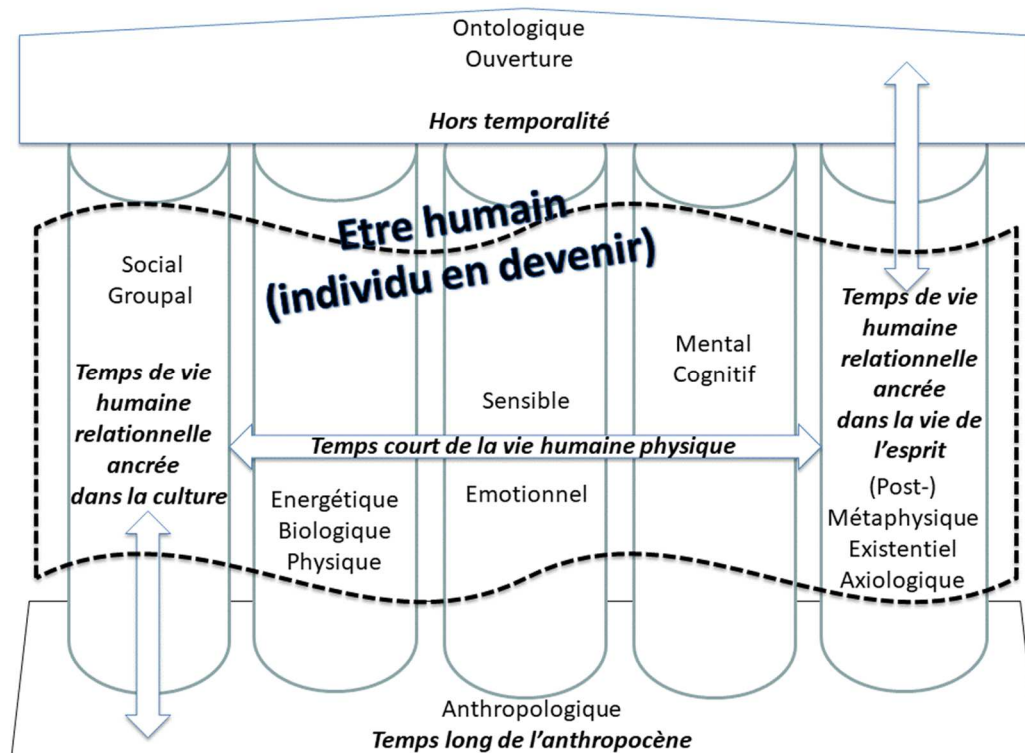 Ontologique
Ouverture
Hors temporalité
Etre humain
(individu en devenir)
Social
Groupal
Temps de vie
humaine
relationnelle
ancrée
dans la culture
Energétique
Biologique
Physique
Sensible
Temps court de la vie humaine physique
Emotionnel
Mental
Cognitif
Temps de vie
humaine
relationnelle
ancrée
dans la vie de
l’esprit
(Post-)
Métaphysique
Existentiel
Axiologique
Anthropologique
Temps long de l’anthropocène